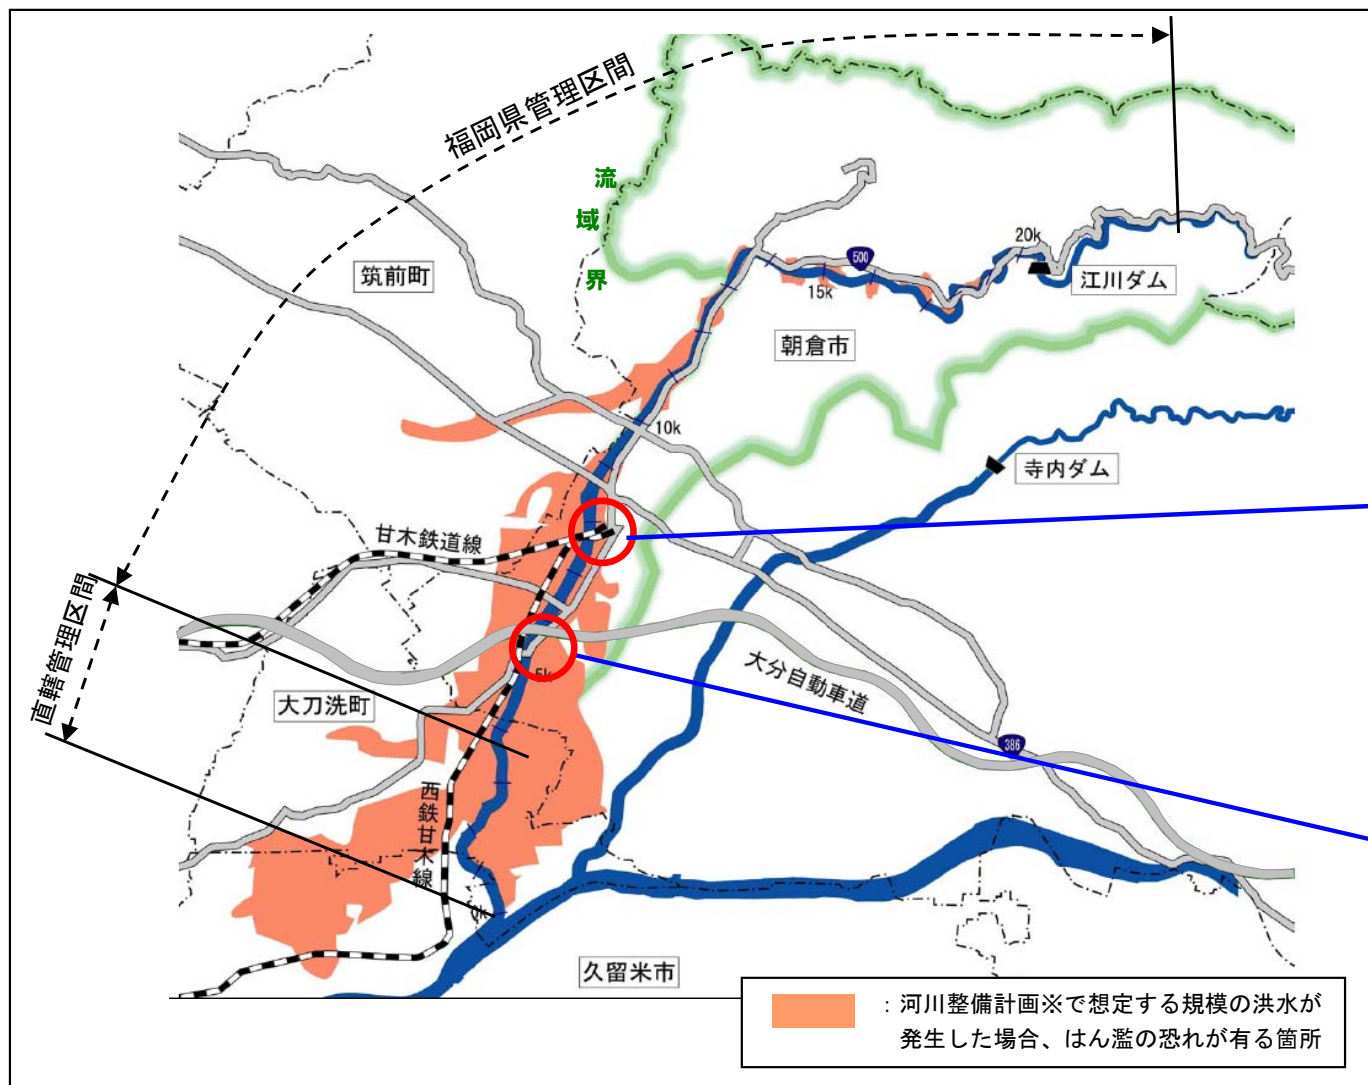 福岡県管理区間
流
域
界
筑前町
500
20k
15k
江川ダム
朝倉市
10k
寺内ダム
甘木鉄道線
直轄管理区間
5k
大刀洗町
大分自動車道
386
西鉄甘木線
0k
久留米市
：河川整備計画※で想定する規模の洪水が
発生した場合、はん濫の恐れが有る箇所